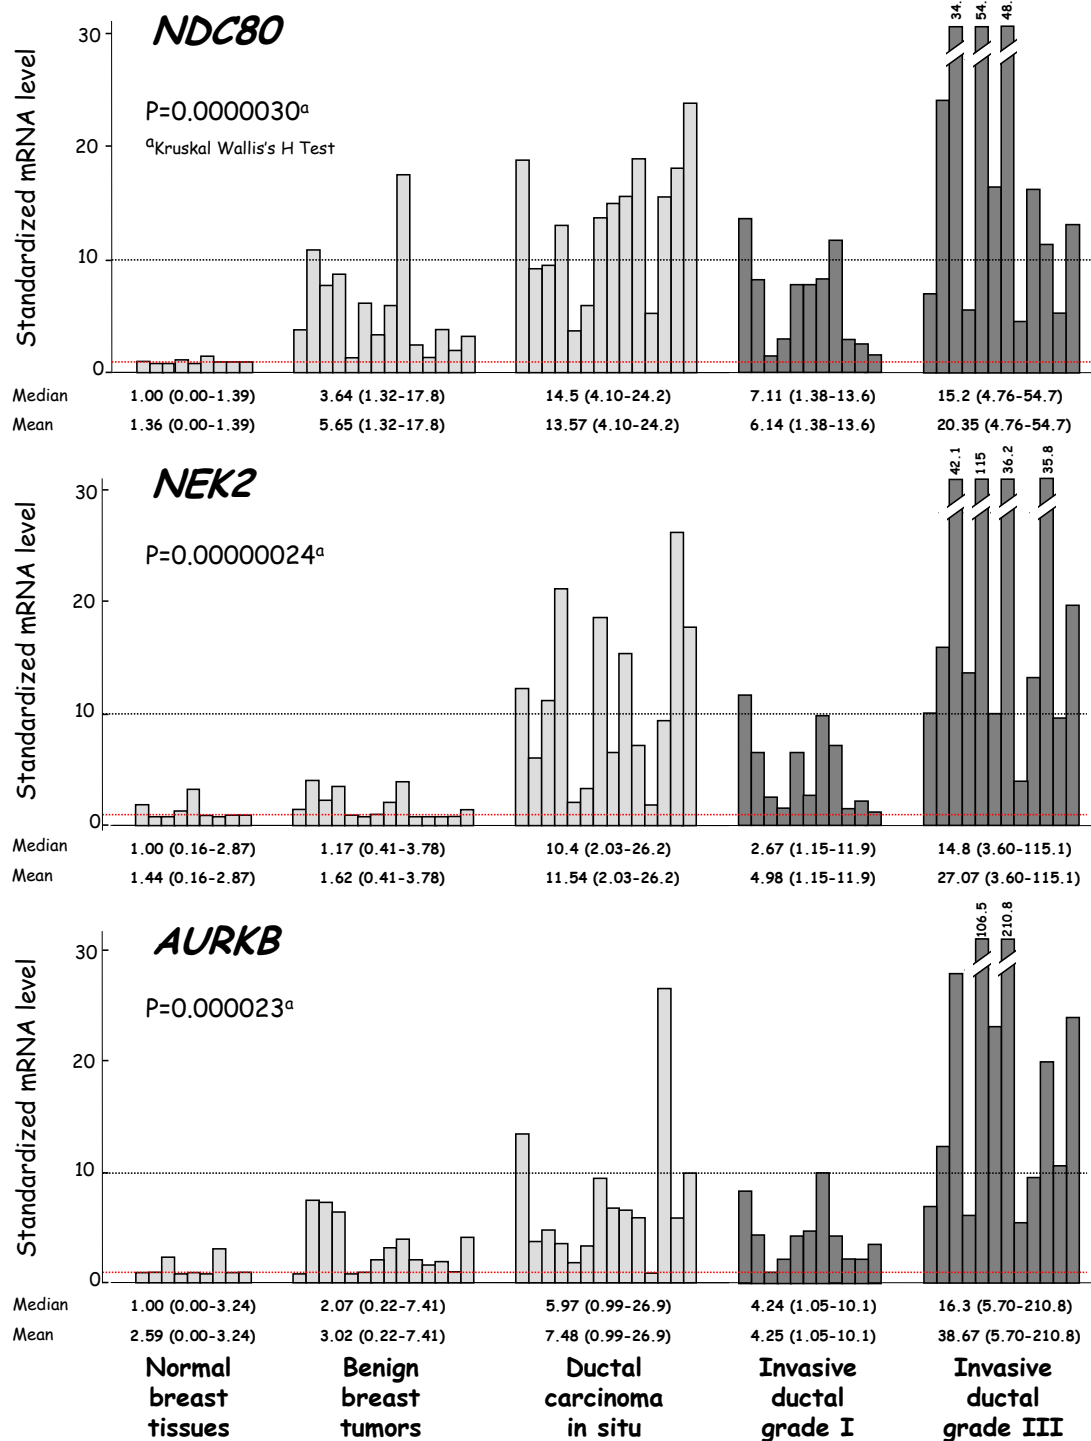 34.
54.
48.
NDC80
30
P=0.0000030a
aKruskal Wallis's H Test
20
10
0
Standardized mRNA level
Median 1.00 (0.00-1.39) 3.64 (1.32-17.8) 14.5 (4.10-24.2) 7.11 (1.38-13.6) 15.2 (4.76-54.7)
Mean 1.36 (0.00-1.39) 5.65 (1.32-17.8) 13.57 (4.10-24.2) 6.14 (1.38-13.6) 20.35 (4.76-54.7)
42.1
115
36.2
35.8
NEK2
30
P=0.00000024a
20
10
0
Standardized mRNA level
Median 1.00 (0.16-2.87) 1.17 (0.41-3.78) 10.4 (2.03-26.2) 2.67 (1.15-11.9) 14.8 (3.60-115.1)
Mean 1.44 (0.16-2.87) 1.62 (0.41-3.78) 11.54 (2.03-26.2) 4.98 (1.15-11.9) 27.07 (3.60-115.1)
106.5
210.8
AURKB
30
P=0.000023a
20
10
0
Standardized mRNA level
Median 1.00 (0.00-3.24) 2.07 (0.22-7.41) 5.97 (0.99-26.9) 4.24 (1.05-10.1) 16.3 (5.70-210.8)
Mean 2.59 (0.00-3.24) 3.02 (0.22-7.41) 7.48 (0.99-26.9) 4.25 (1.05-10.1) 38.67 (5.70-210.8)
Normal
breast
tissues
Benign
breast
tumors
Ductal
carcinoma
in situ
Invasive
ductal
grade I
Invasive
ductal
grade III